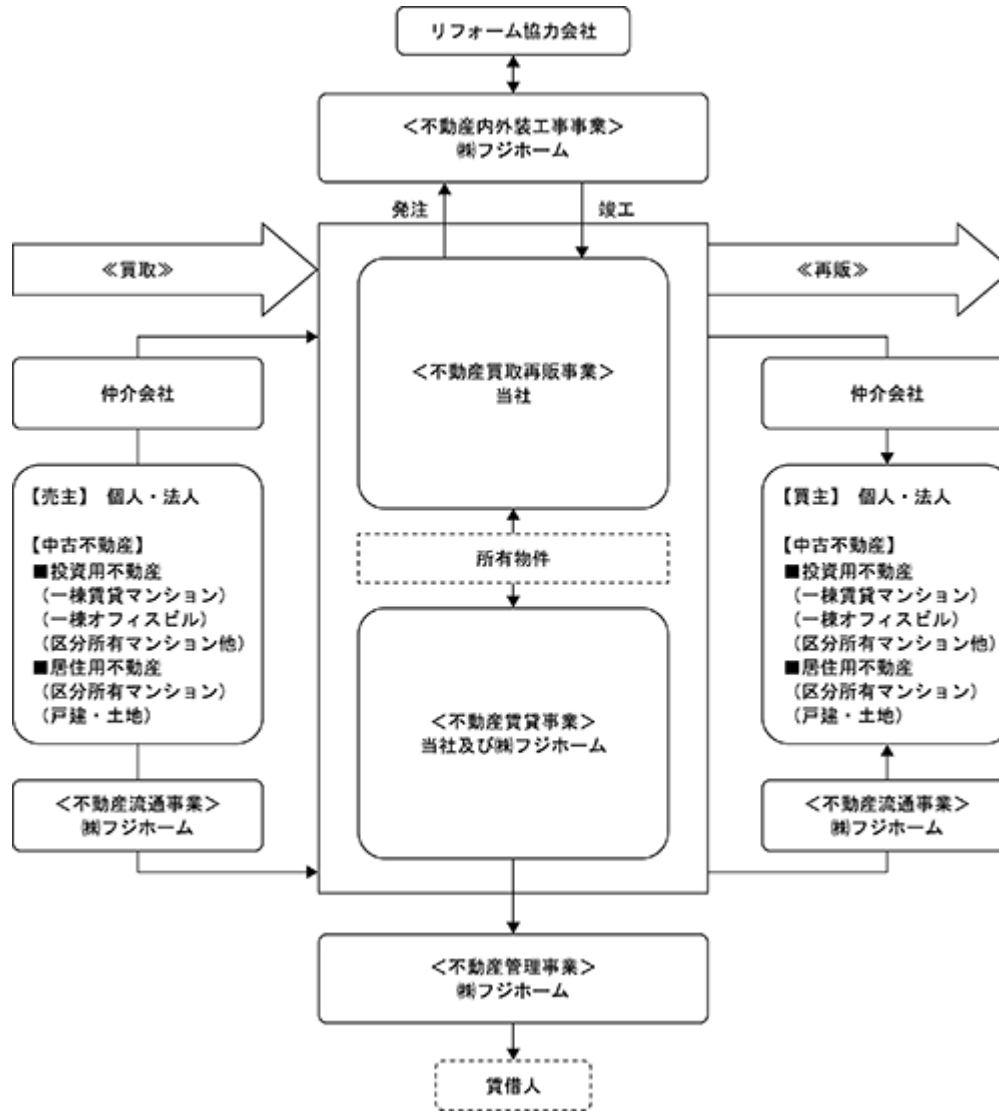 リフォーム協力会社
＜不動産内外装工事事業＞
㈱フジホーム
発注
竣工
≪買取≫
≪再販≫
＜不動産買取再販事業＞
当社
仲介会社
仲介会社
【売主】 個人・法人
【中古不動産】
■投資用不動産
（一棟賃貸マンション）
（一棟オフィスビル）
（区分所有マンション他）
■居住用不動産
（区分所有マンション）
（戸建・土地）
所有物件
【買主】 個人・法人
【中古不動産】
■投資用不動産
（一棟賃貸マンション）
（一棟オフィスビル）
（区分所有マンション他）
■居住用不動産
（区分所有マンション）
（戸建・土地）
＜不動産賃貸事業＞
当社及び㈱フジホーム
＜不動産流通事業＞
㈱フジホーム
＜不動産流通事業＞
㈱フジホーム
＜不動産管理事業＞
㈱フジホーム
賃借人